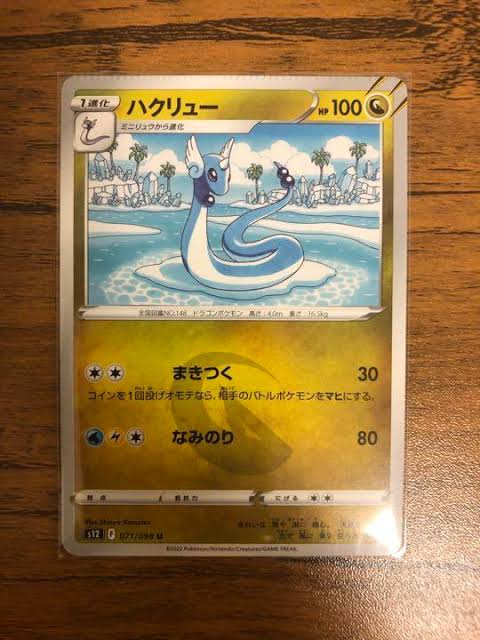 1進化
ハクリュー
HP 100
ミニリュウから進化
全国図鑑NO.148 ドラゴンポケモン 高さ:4.0m 重さ:16.5kg
まきつく 30
コインを1回投げオモテなら、相手のバトルポケモンをマヒにする。
なみのり 80
弱点 抵抗力 にげる
Illus.
S12 G 071/098 U
©2022 Pokémon/Nintendo/Creatures/GAME FREAK.